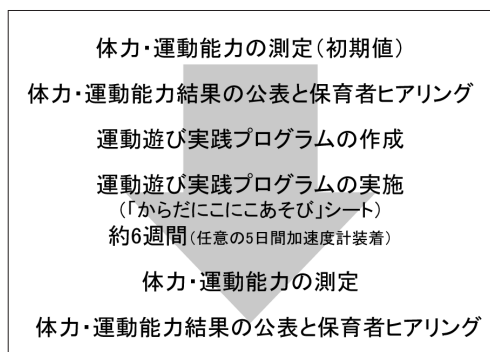 体力・運動能力の測定（初期値）
体力・運動能力結果の公表と保育者ヒアリング
運動遊び実践プログラムの作成
運動遊び実践プログラムの実施
（「からだにこにこあそび」シート）
約6週間（任意の5日間加速度計装着）
体力・運動能力の測定
体力・運動能力結果の公表と保育者ヒアリング